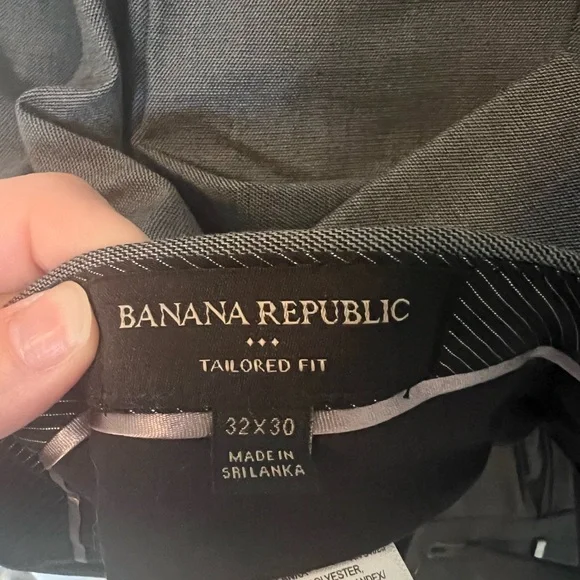 BANANA REPUBLIC
TAILORED FIT
32X30
MADE IN
SRI LANKA